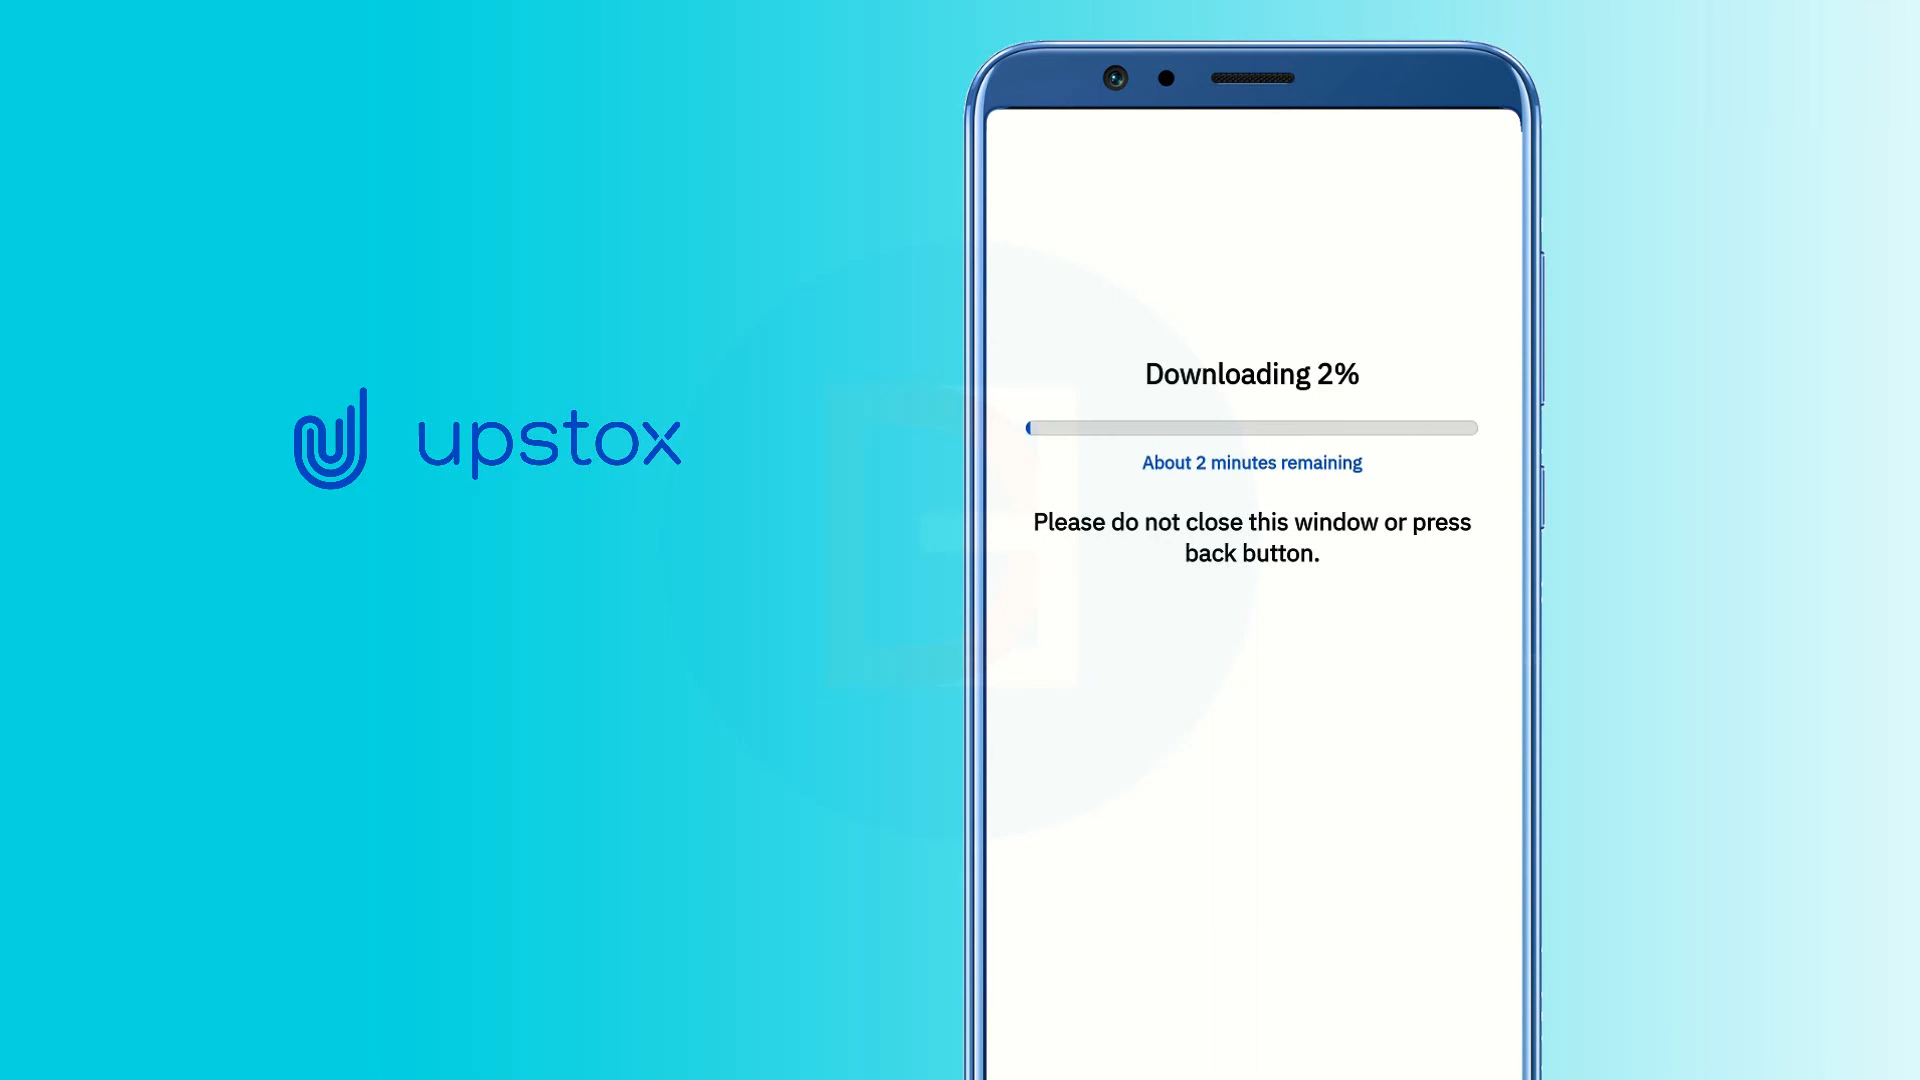 upstox
Downloading 2%
About 2 minutes remaining
Please do not close this window or press
back button.